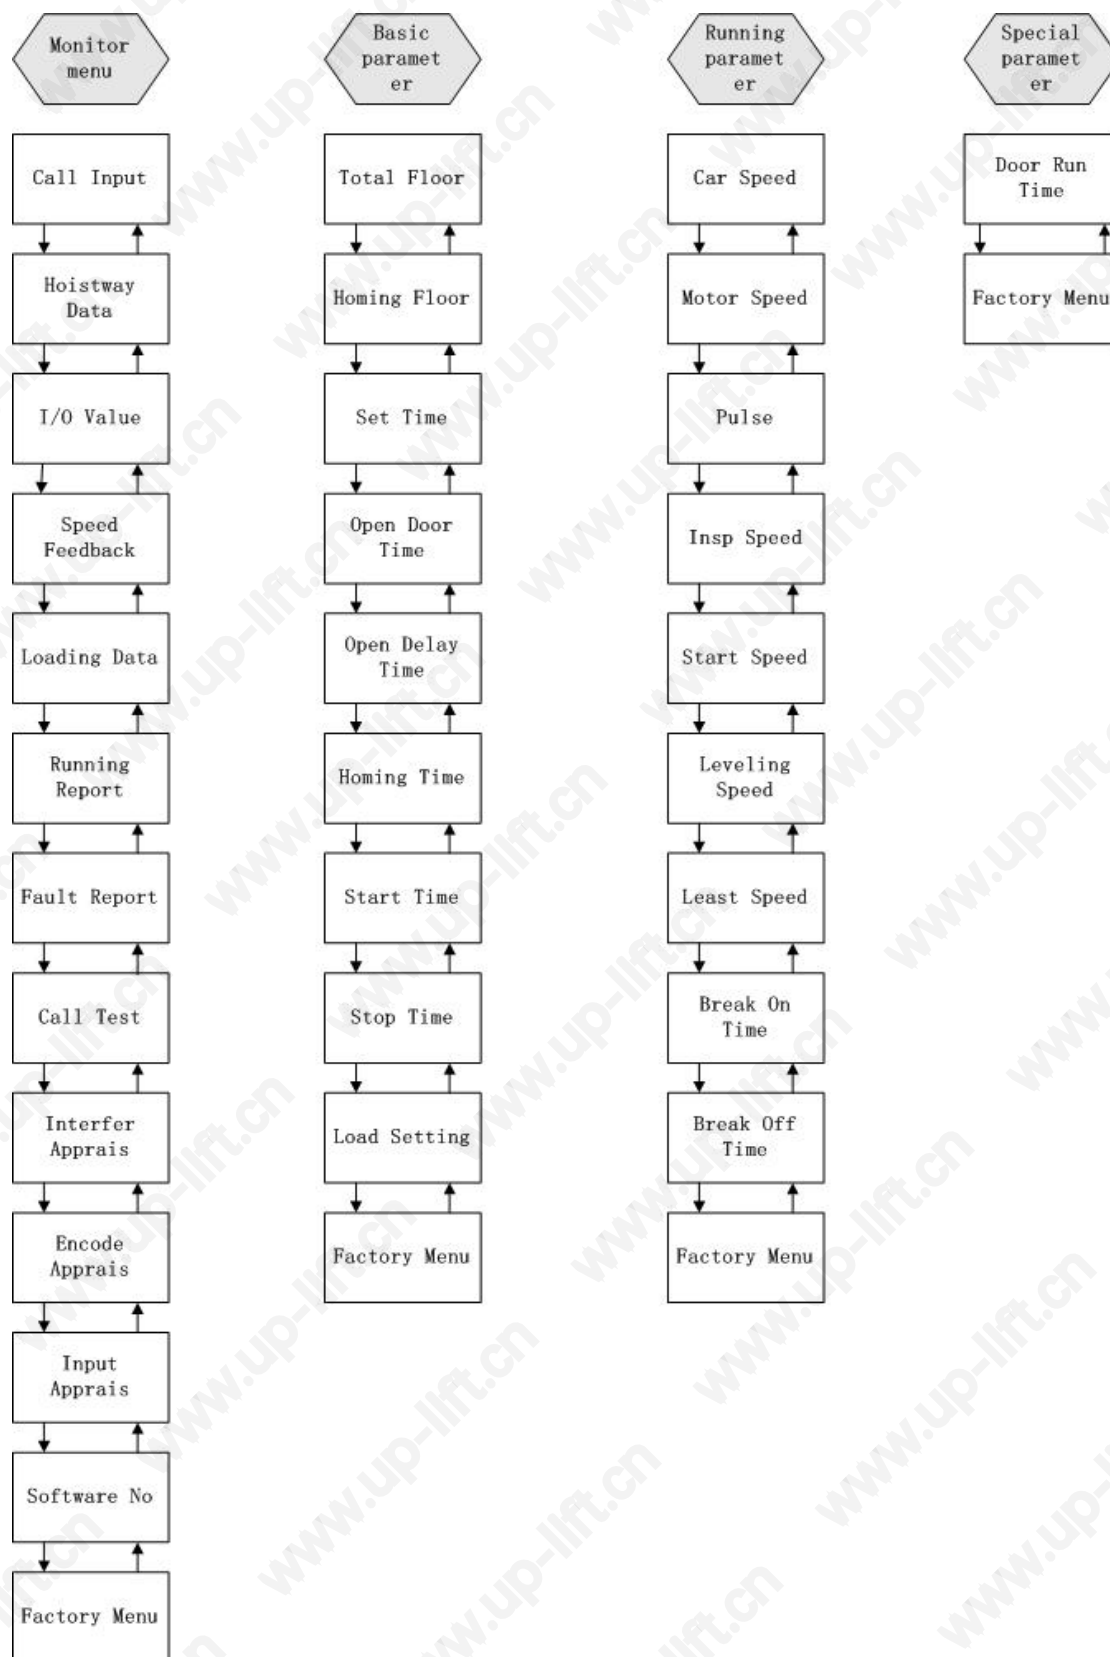 Monitor
menu
Call Input
Hoistway
Data
I/O Value
Speed
Feedback
Loading Data
Running
Report
Fault Report
Call Test
Interfer
Apprais
Encode
Apprais
Input
Apprais
Software No
Factory Menu
Basic
paramet
er
Total Floor
Homing Floor
Set Time
Open Door
Time
Open Delay
Time
Homing Time
Start Time
Stop Time
Load Setting
Factory Menu
Running
paramet
er
Car Speed
Motor Speed
Pulse
Insp Speed
Start Speed
Leveling
Speed
Least Speed
Break On
Time
Break Off
Time
Factory Menu
Special
paramet
er
Door Run
Time
Factory Menu
www.up-lift.cn